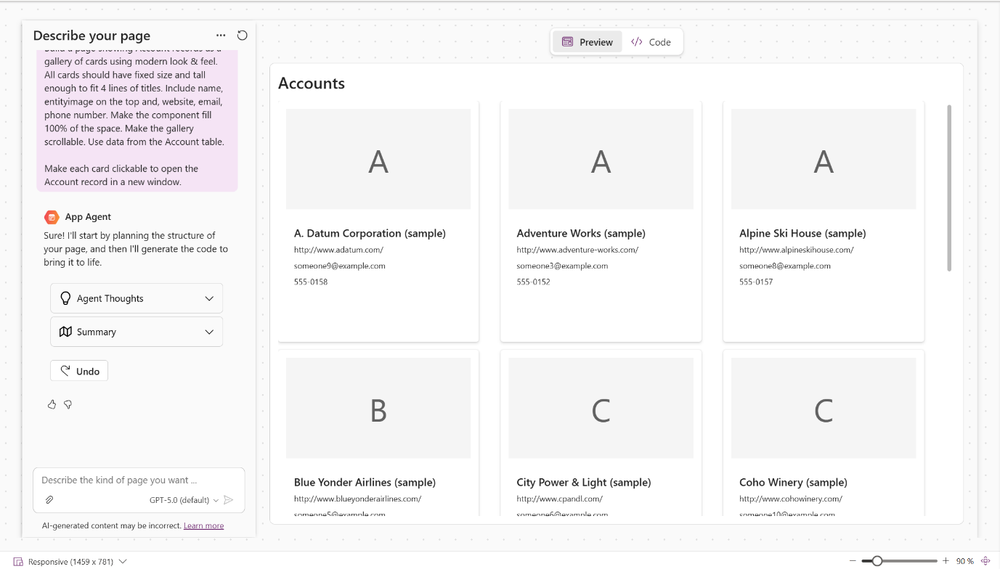 Describe your page
Build a page showing Account records as a
gallery of cards using modern look & feel.
All cards should have fixed size and tall
enough to fit 4 lines of titles. Include name,
entityimage on the top and, website, email,
phone number. Make the component fill
100% of the space. Make the gallery
scrollable. Use data from the Account table.
Make each card clickable to open the
Account record in a new window.
App Agent
Sure! I'll start by planning the structure of
your page, and then I'll generate the code to
bring it to life.
Agent Thoughts
Summary
Undo
Describe the kind of page you want ...
GPT-5.0 (default)
AI-generated content may be incorrect. Learn more
Preview
</> Code
Accounts
A
A
A
A. Datum Corporation (sample)
http://www.adatum.com/
someone9@example.com
555-0158
Adventure Works (sample)
http://www.adventure-works.com/
someone3@example.com
555-0152
Alpine Ski House (sample)
http://www.alpineskihouse.com/
someone8@example.com
555-0157
B
C
C
Blue Yonder Airlines (sample)
http://www.blueyonderairlines.com/
someone5@example.com
City Power & Light (sample)
http://www.cpandl.com/
someone6@example.com
Coho Winery (sample)
http://www.cohowinery.com/
someone10@example.com
Responsive (1459 x 781)
90 %